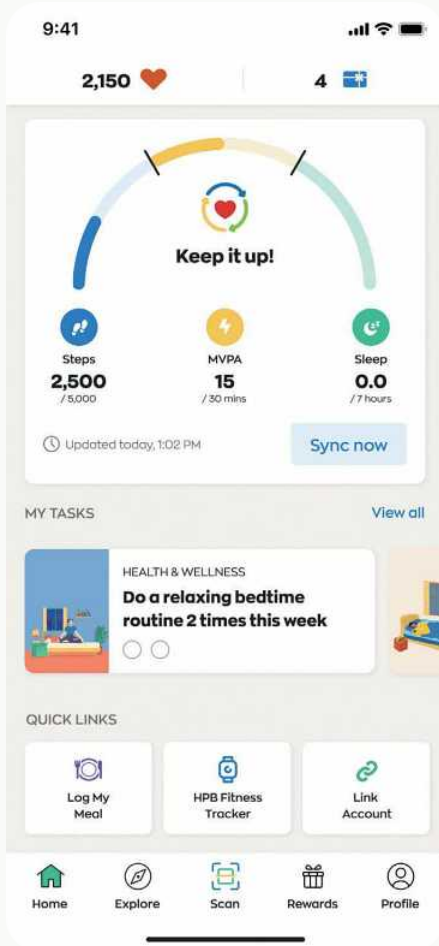 9:41
2,150
4
Keep it up!
Steps
2,500
/ 5,000
MVPA
15
/ 30 mins
Sleep
0.0
/ 7 hours
Updated today, 1:02 PM
Sync now
MY TASKS
View all
HEALTH & WELLNESS
Do a relaxing bedtime
routine 2 times this week
QUICK LINKS
Log My
Meal
HPB Fitness
Tracker
Link
Account
Home
Explore
Scan
Rewards
Profile